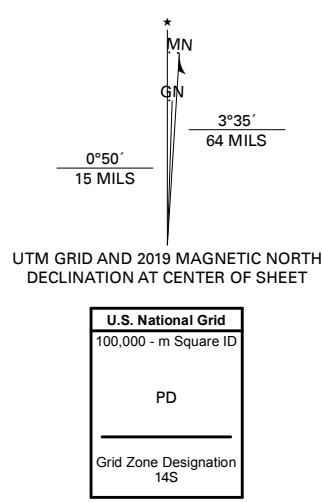 ★
MN
GN
3°35´
64 MILS
0°50´
15 MILS
UTM GRID AND 2019 MAGNETIC NORTH
DECLINATION AT CENTER OF SHEET
U.S. National Grid
100,000 - m Square ID
PD
Grid Zone Designation
14S